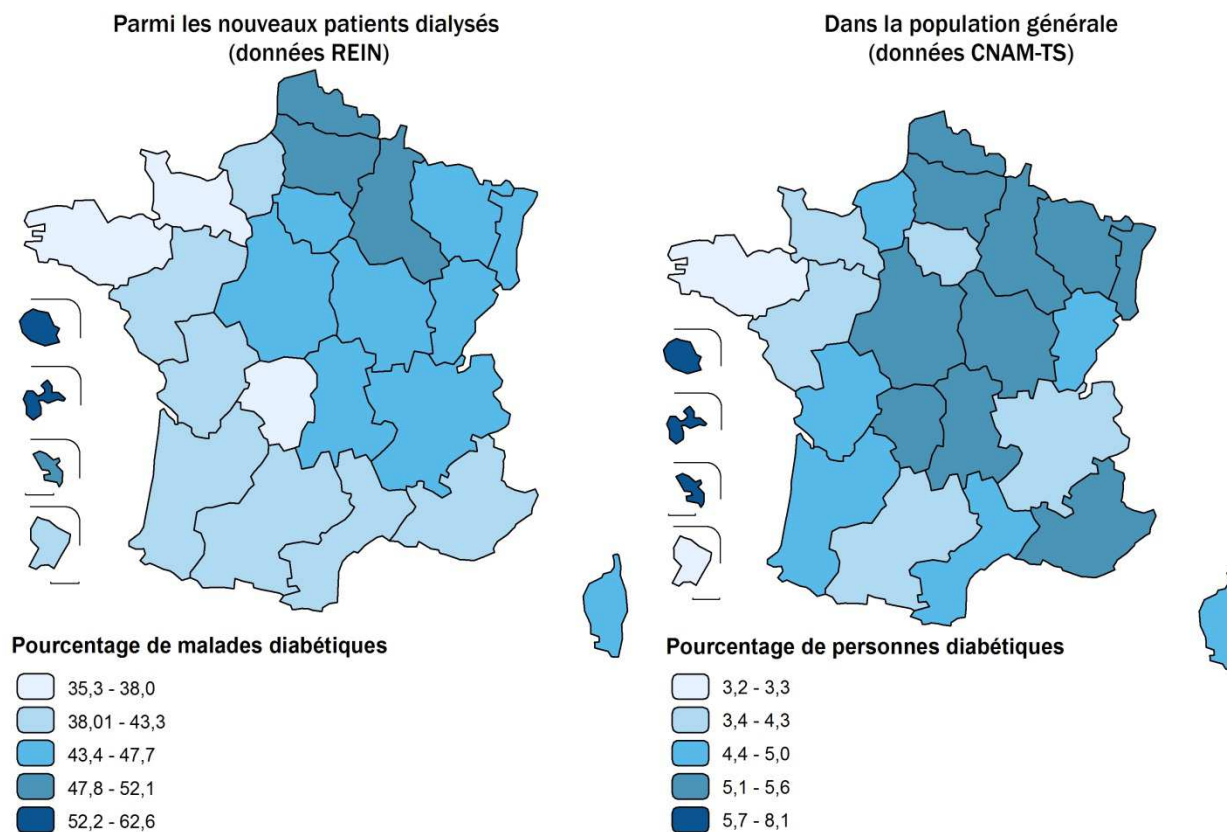 Parmi les nouveaux patients dialysés
(données REIN)
Dans la population générale
(données CNAM-TS)
Pourcentage de malades diabétiques
35,3 - 38,0
38,01 - 43,3
43,4 - 47,7
47,8 - 52,1
52,2 - 62,6
Pourcentage de personnes diabétiques
3,2 - 3,3
3,4 - 4,3
4,4 - 5,0
5,1 - 5,6
5,7 - 8,1